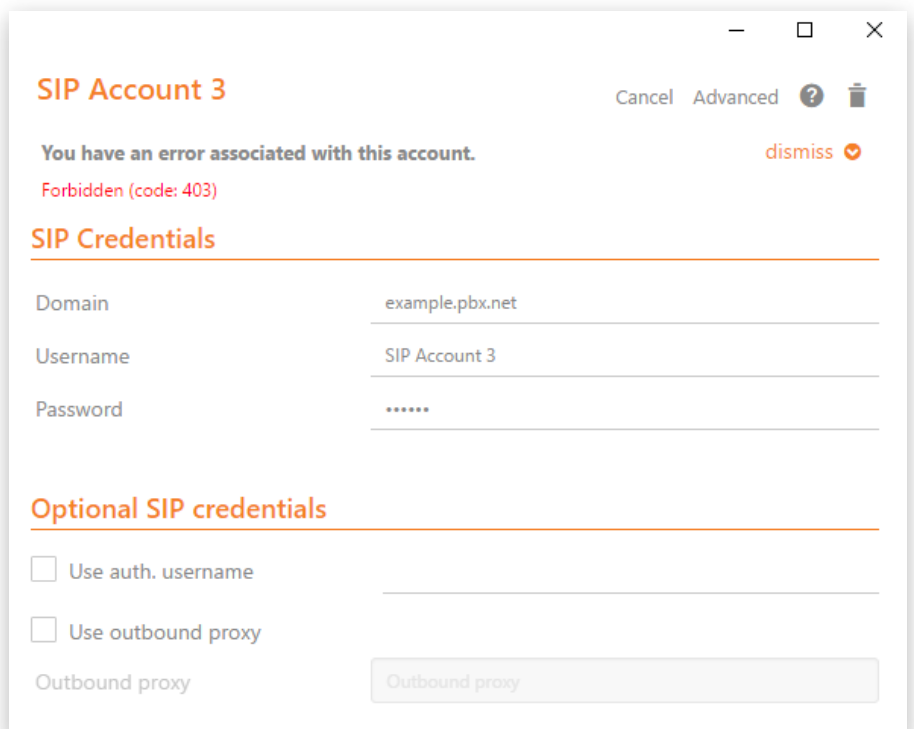 SIP Account 3
Cancel Advanced ?
You have an error associated with this account.
dismiss
Forbidden (code: 403)
SIP Credentials
Domain example.pbx.net
Username SIP Account 3
Password ••••••
Optional SIP credentials
Use auth. username
Use outbound proxy
Outbound proxy Outbound proxy